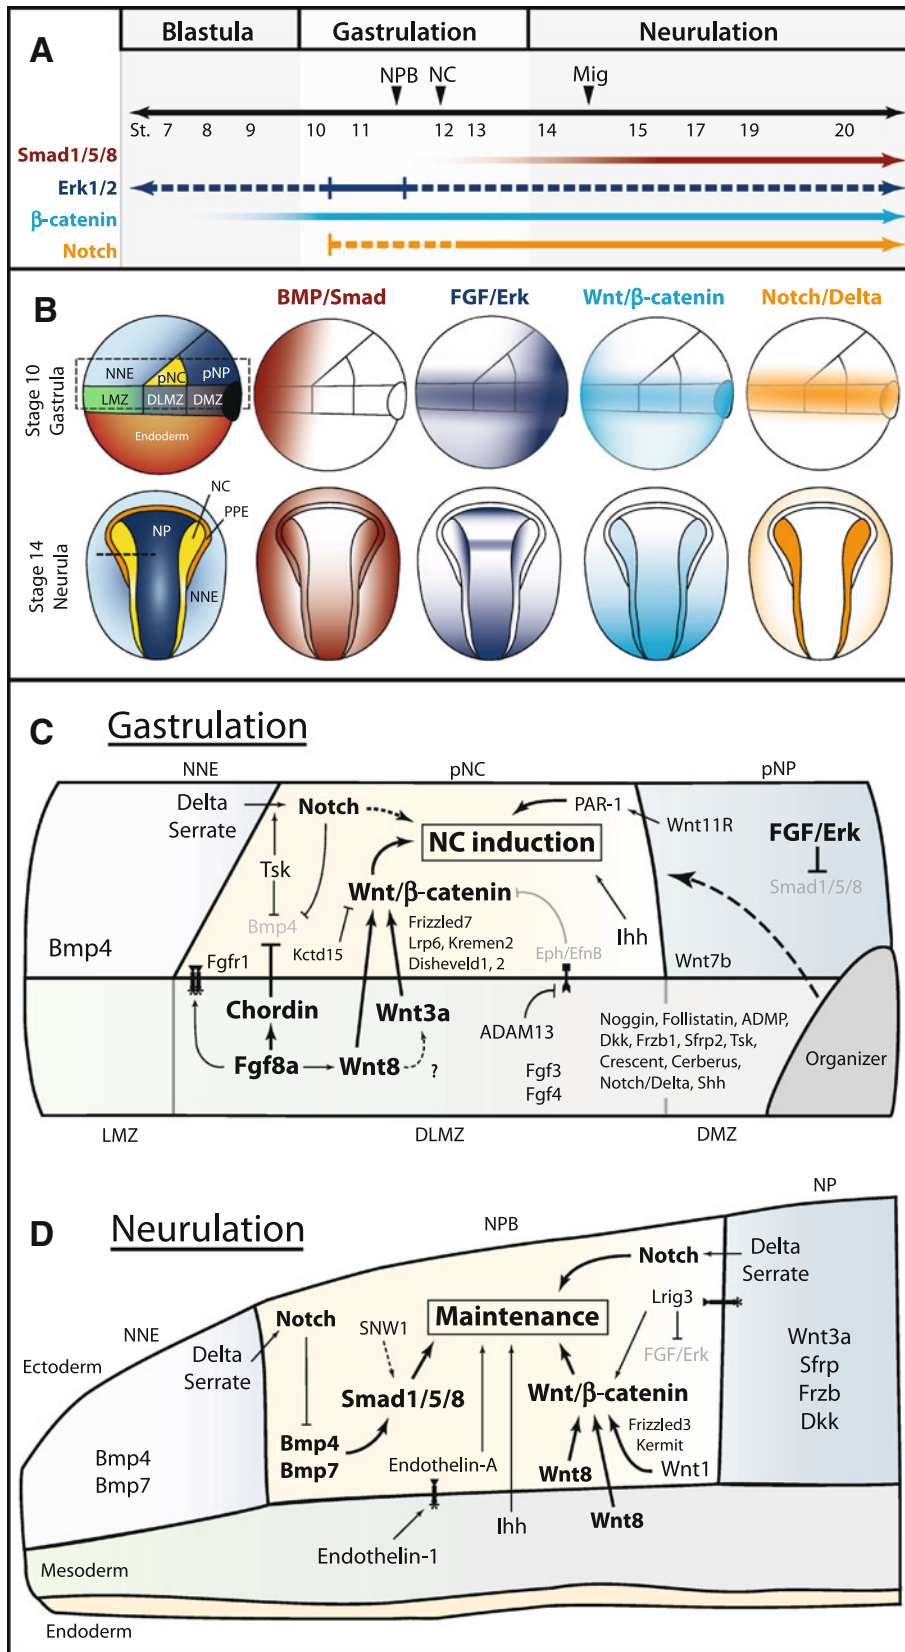 A
Blastula
Gastrulation
Neurulation
NPB
NC
Mig
St. 7 8 9 10 11 12 13 14 15 17 19 20
Smad1/5/8
Erk1/2
β-catenin
Notch
B
BMP/Smad
FGF/Erk
Wnt/β-catenin
Notch/Delta
Stage 10
Gastrula
NNE
pNC
pNP
LMZ
DLMZ
DMZ
Endoderm
Stage 14
Neurula
NC
PPE
NP
NNE
C Gastrulation
NNE
pNC
pNP
Delta
Serrate
Notch
PAR-1
Wnt11R
FGF/Erk
Smad1/5/8
NC induction
Tsk
Wnt/β-catenin
Bmp4
Bmp4
Kctd15
Frizzled7
Lrp6, Kremen2
Disheveld1, 2
Eph/EfnB
Ihh
Wnt7b
Fgfr1
Chordin
Wnt3a
ADAM13
Fgf8a
Wnt8
?
Fgf3
Fgf4
Noggin, Follistatin, ADMP,
Dkk, Frzb1, Sfrp2, Tsk,
Crescent, Cerberus,
Notch/Delta, Shh
Organizer
LMZ
DLMZ
DMZ
D Neurulation
NP
NPB
NNE
Ectoderm
Notch
Delta
Serrate
Lrig3
FGF/Erk
Maintenance
Notch
SNW1
Delta
Serrate
Smad1/5/8
Wnt/β-catenin
Wnt3a
Sfrp
Frzb
Dkk
Bmp4
Bmp7
Bmp4
Bmp7
Endothelin-A
Frizzled3
Kermit
Wnt8
Wnt1
Wnt8
Ihh
Endothelin-1
Mesoderm
Endoderm